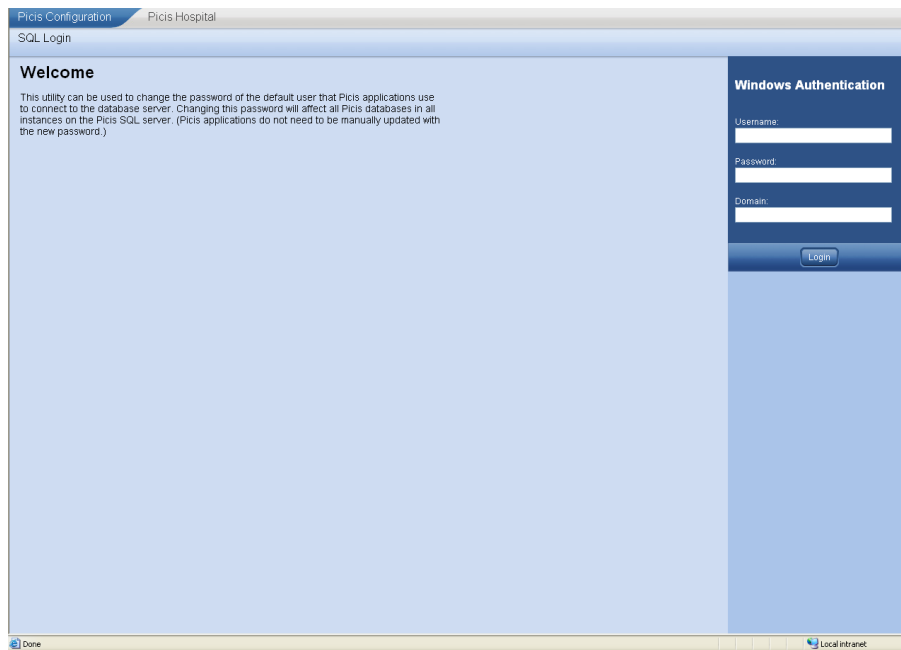 Picis Configuration Picis Hospital
SQL Login
Welcome
This utility can be used to change the password of the default user that Picis applications use
to connect to the database server. Changing this password will affect all Picis databases in all
instances on the Picis SQL server. (Picis applications do not need to be manually updated with
the new password.)
Windows Authentication
Username:
Password:
Domain:
Login
Done
Local intranet